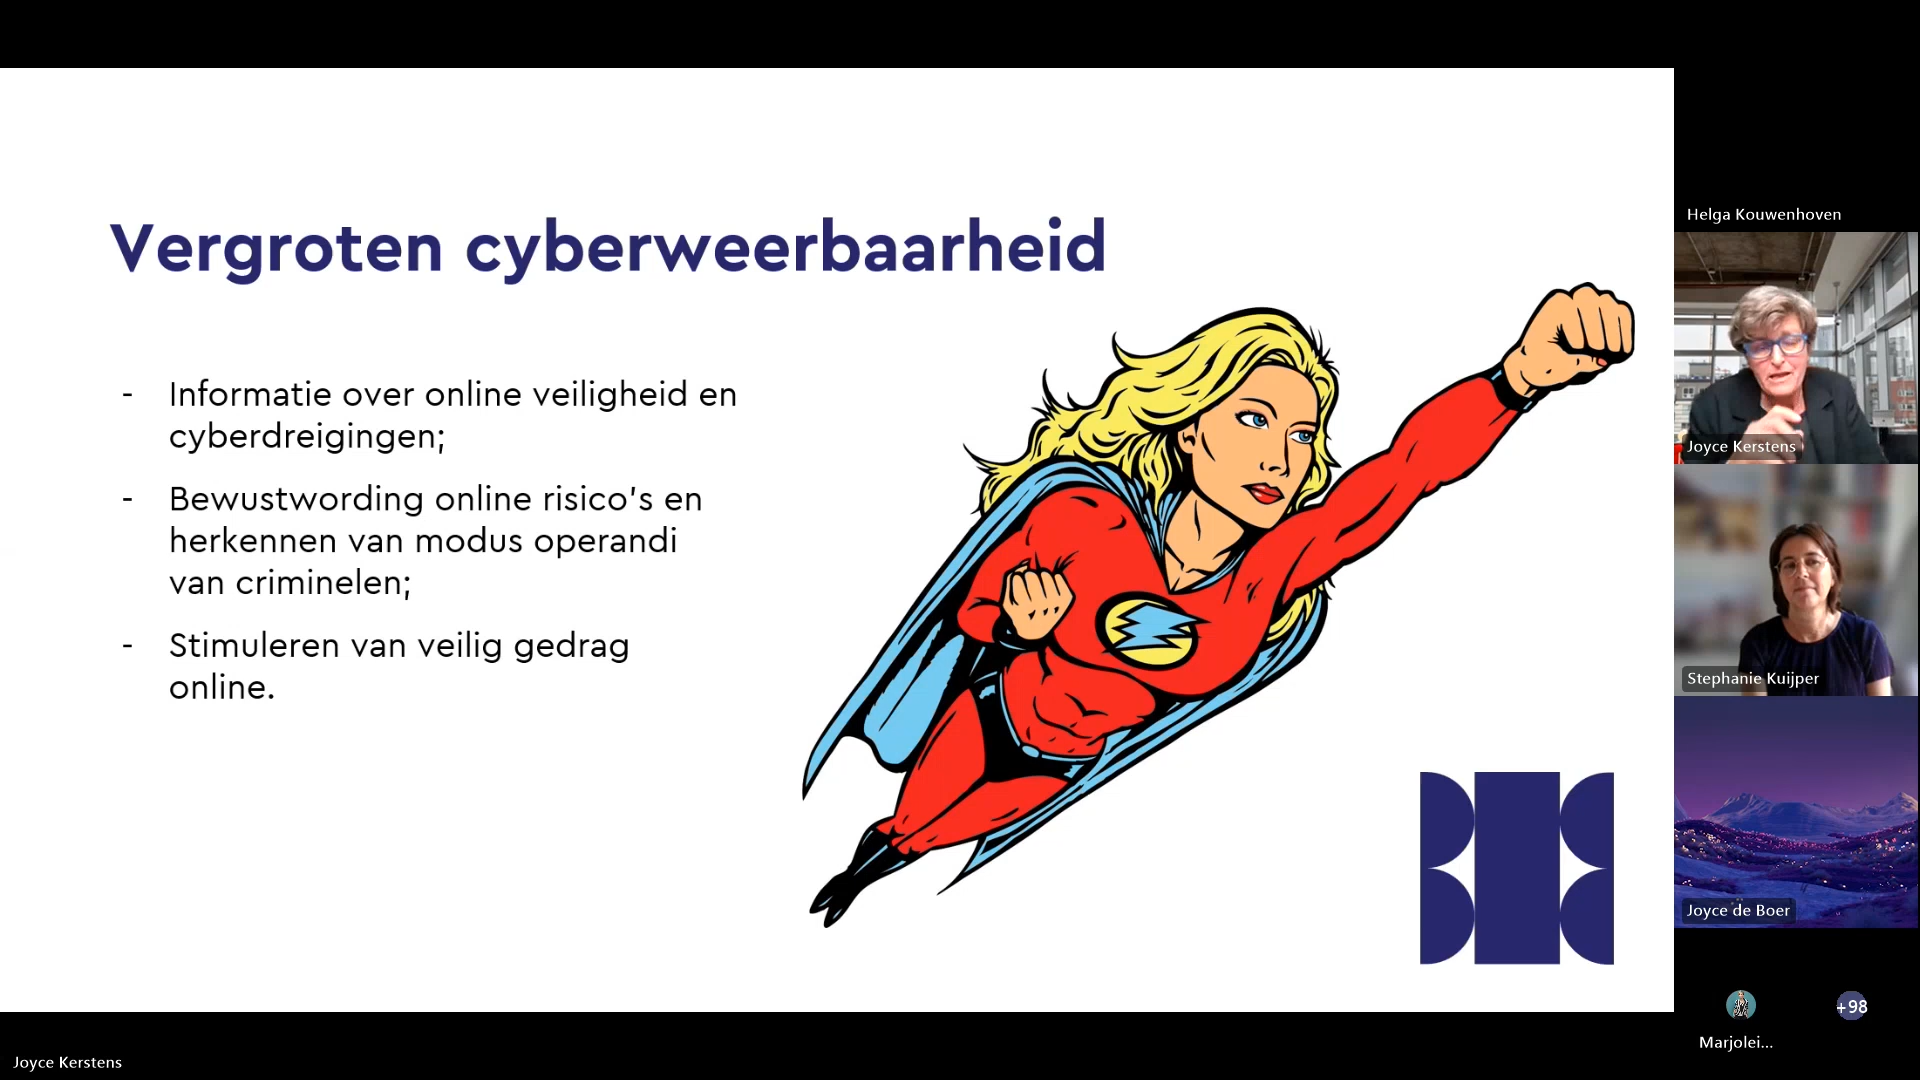 Vergroten cyberweerbaarheid
- Informatie over online veiligheid en
cyberdreigingen;
- Bewustwording online risico's en
herkennen van modus operandi
van criminelen;
- Stimuleren van veilig gedrag
online.
Helga Kouwenhoven
Joyce Kerstens
Stephanie Kuijper
Joyce de Boer
Marjolei...
+98
Joyce Kerstens